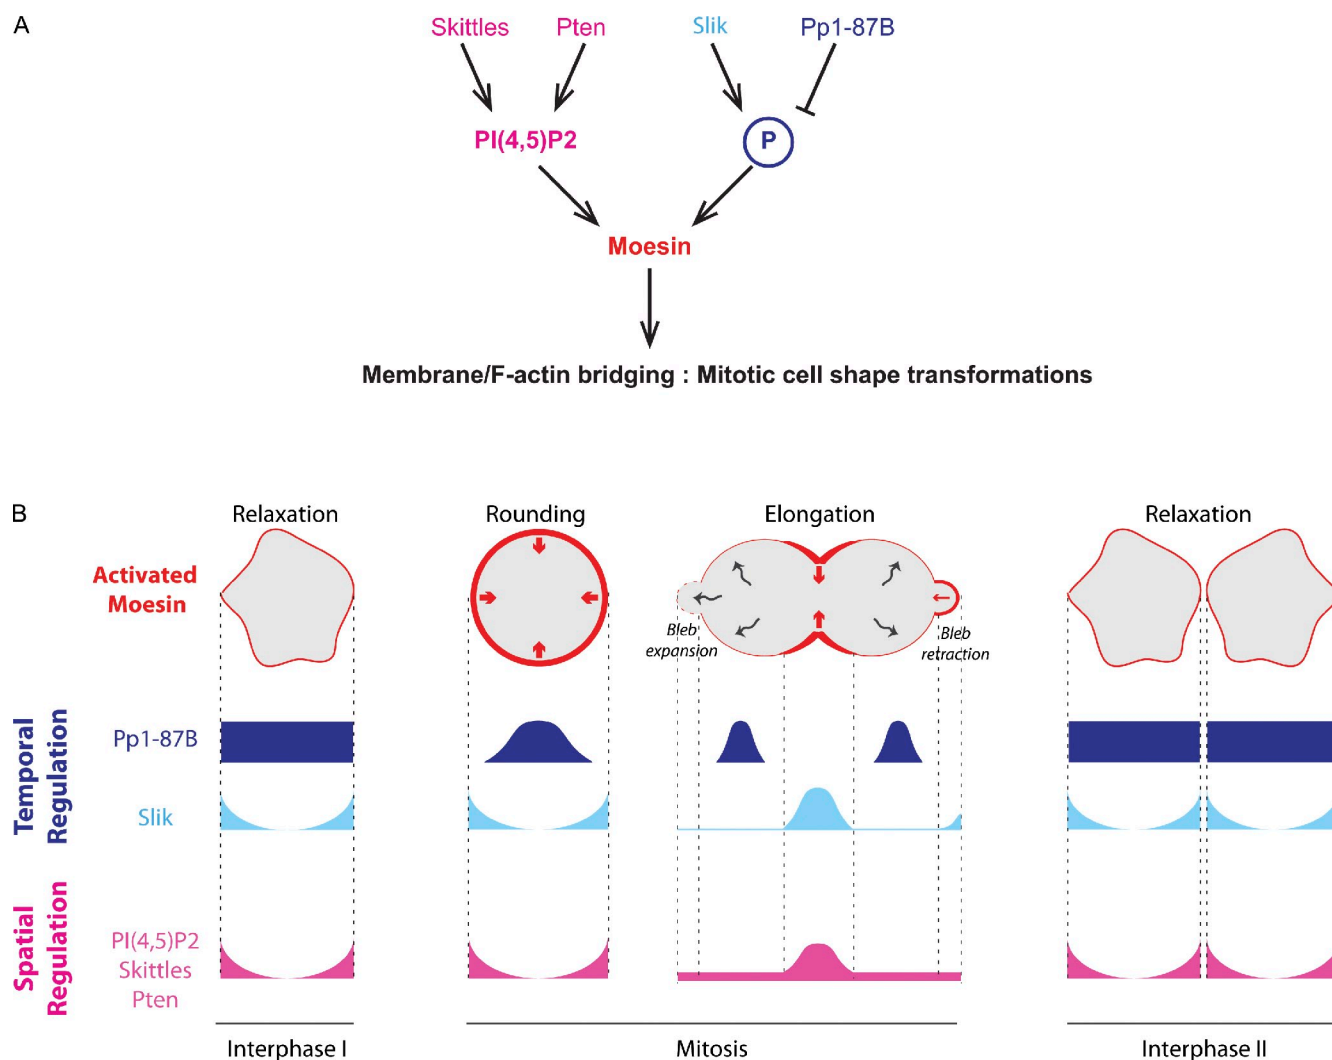 A
Skittles Pten Slik Pp1-87B
PI(4,5)P2 P
Moesin
Membrane/F-actin bridging : Mitotic cell shape transformations
B
Relaxation Rounding Elongation Relaxation
Activated
Moesin
Bleb
expansion
Bleb
retraction
Temporal
Regulation
Pp1-87B
Slik
Spatial
Regulation
PI(4,5)P2
Skittles
Pten
Interphase I Mitosis Interphase II